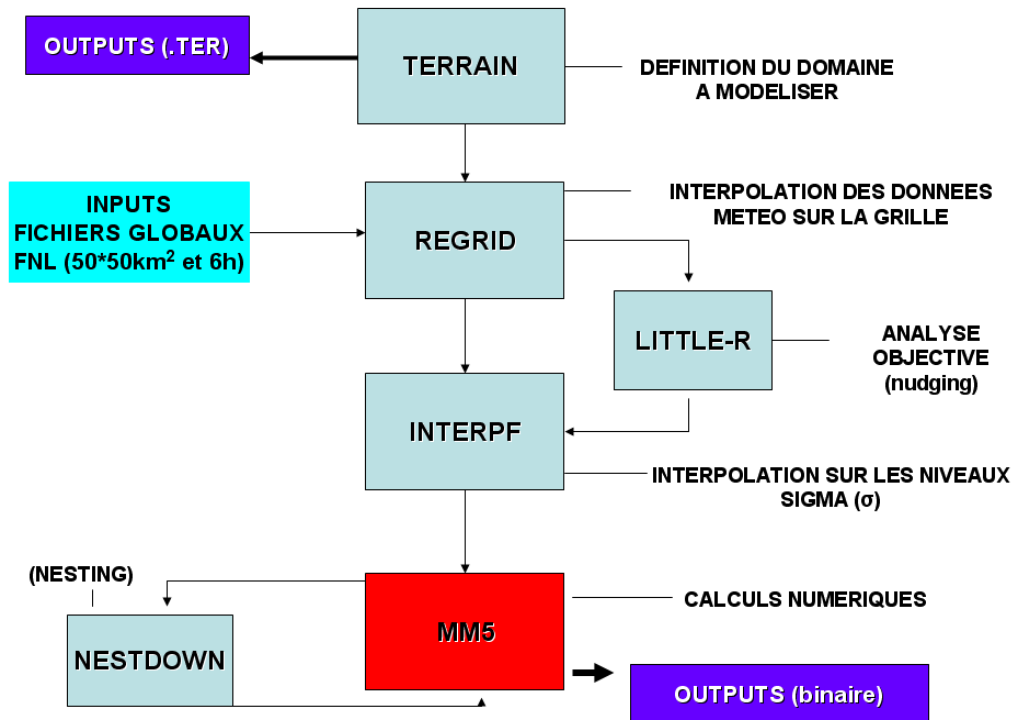 OUTPUTS (.TER)
TERRAIN
DEFINITION DU DOMAINE
A MODELISER
INPUTS
FICHIERS GLOBAUX
FNL (50*50km² et 6h)
REGRID
INTERPOLATION DES DONNEES
METEO SUR LA GRILLE
LITTLE-R
ANALYSE
OBJECTIVE
(nudging)
INTERPF
INTERPOLATION SUR LES NIVEAUX
SIGMA (σ)
(NESTING)
NESTDOWN
MM5
CALCULS NUMERIQUES
OUTPUTS (binaire)